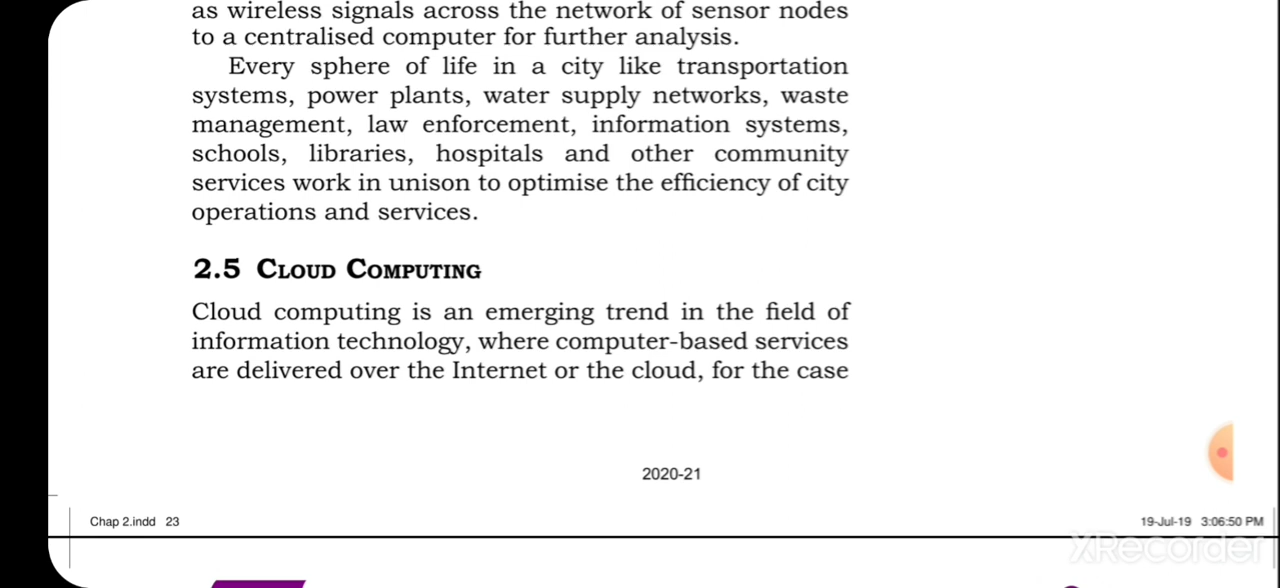 as wireless signals across the network of sensor nodes
to a centralised computer for further analysis.
Every sphere of life in a city like transportation
systems, power plants, water supply networks, waste
management, law enforcement, information systems,
schools, libraries, hospitals and other community
services work in unison to optimise the efficiency of city
operations and services.
2.5 CLOUD COMPUTING
Cloud computing is an emerging trend in the field of
information technology, where computer-based services
are delivered over the Internet or the cloud, for the case
2020-21
Chap 2.indd 23
19-Jul-19 3:06:50 PM
XRecorder